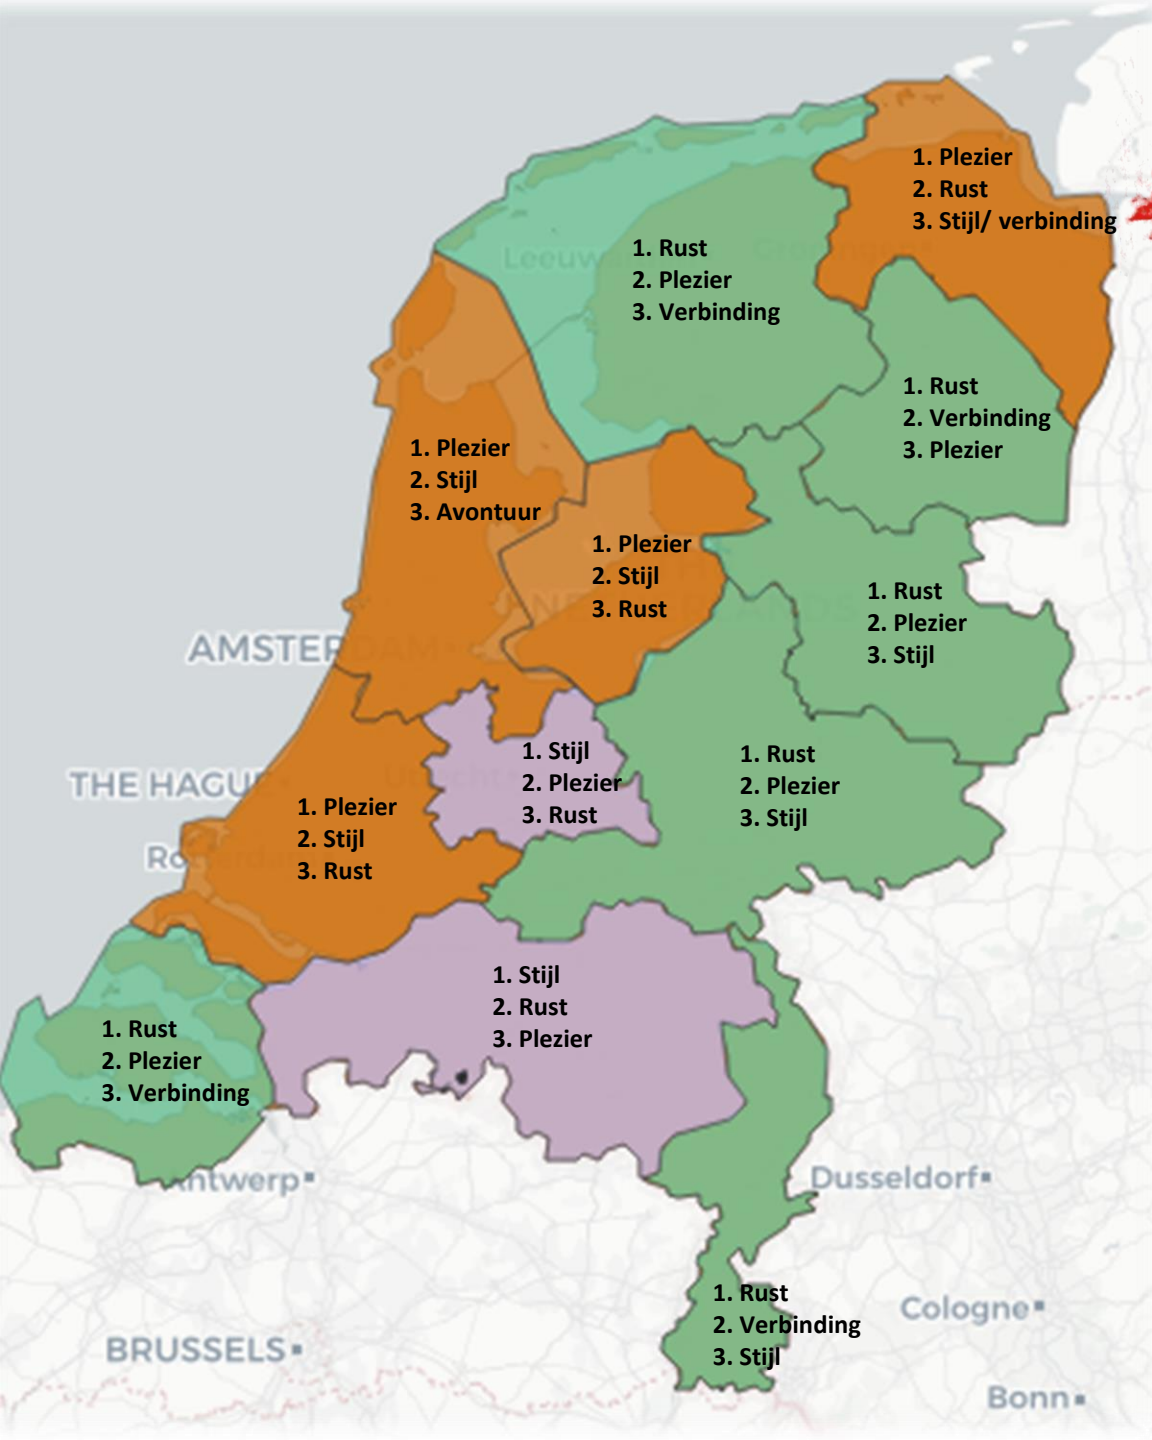 1. Plezier
2. Rust
3. Stijl/ verbinding
1. Rust
2. Plezier
3. Verbinding
1. Rust
2. Verbinding
3. Plezier
1. Plezier
2. Stijl
3. Avontuur
1. Plezier
2. Stijl
3. Rust
1. Rust
2. Plezier
3. Stijl
AMSTERDAM
NETHERLANDS
1. Stijl
2. Plezier
3. Rust
1. Rust
2. Plezier
3. Stijl
THE HAGUE
Utrecht
1. Plezier
2. Stijl
3. Rust
Rotterdam
1. Stijl
2. Rust
3. Plezier
1. Rust
2. Plezier
3. Verbinding
Antwerp
Dusseldorf
1. Rust
2. Verbinding
3. Stijl
Cologne
BRUSSELS
Bonn